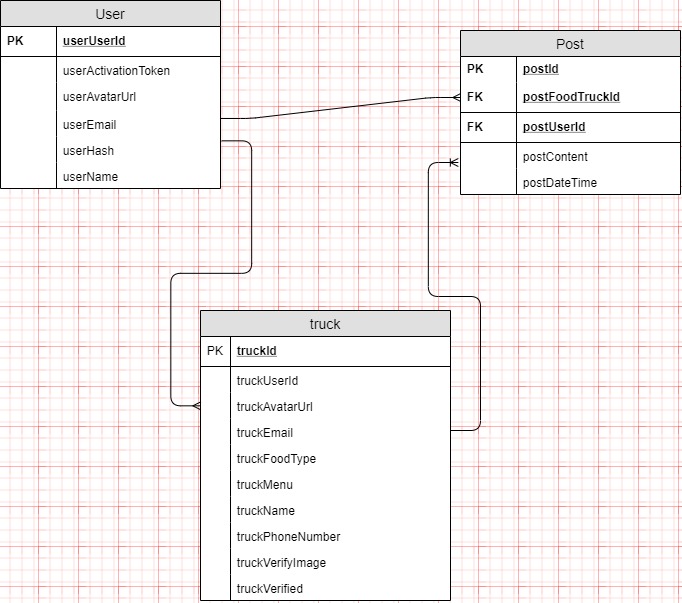 User
PK userUserId
userActivationToken
userAvatarUrl
userEmail
userHash
userName
Post
PK postId
FK postFoodTruckId
FK postUserId
postContent
postDateTime
truck
PK truckId
truckUserId
truckAvatarUrl
truckEmail
truckFoodType
truckMenu
truckName
truckPhoneNumber
truckVerifyImage
truckVerified